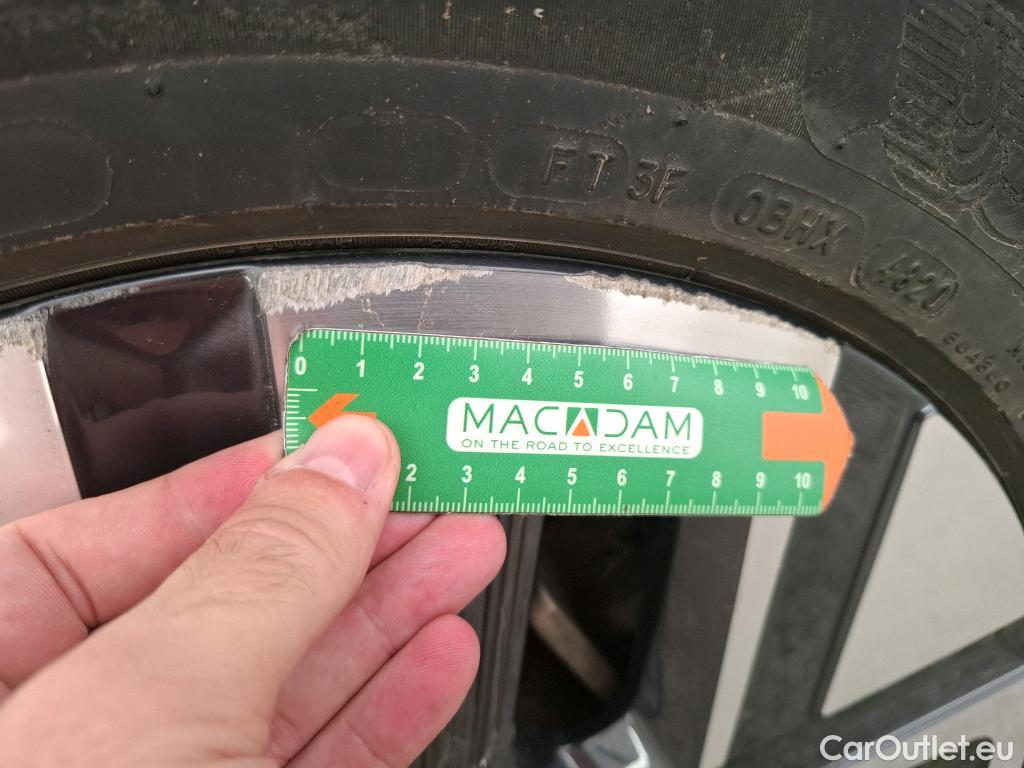 FT 3F
0BHX
4820
0 1 2 3 4 5 6 7 8 9 10
MACADAM
ON THE ROAD TO EXCELLENCE
2 3 4 5 6 7 8 9 10
CarOutlet.eu